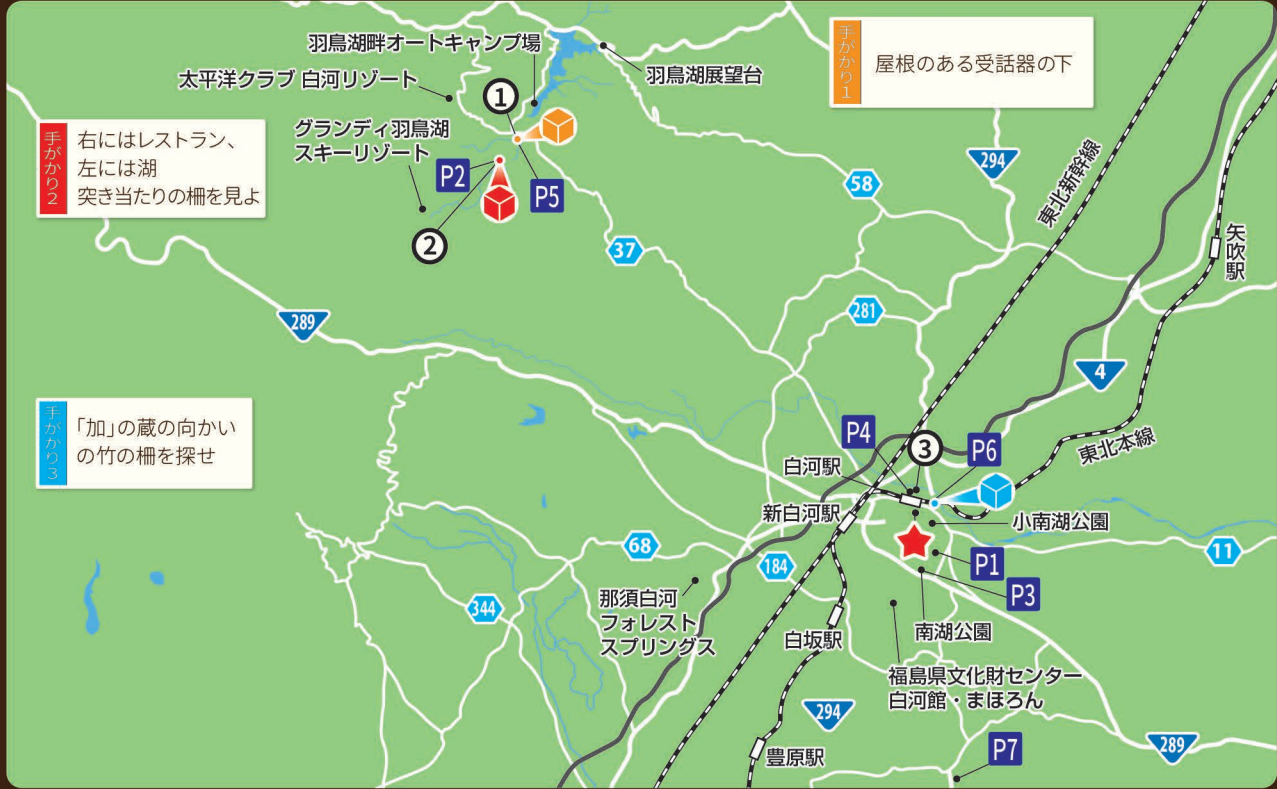 羽鳥湖畔オートキャンプ場
太平洋クラブ 白河リゾート
羽鳥湖展望台
手がかり1
屋根のある受話器の下
手がかり2
右にはレストラン、
左には湖
突き当たりの柵を見よ
グランディ羽鳥湖
スキーリゾート
1
P2
P5
2
58
294
東北新幹線
矢吹駅
37
281
289
4
手がかり3
「加」の蔵の向かい
の竹の柵を探せ
P4
3
P6
白河駅
東北本線
新白河駅
小南湖公園
68
184
P1
11
P3
344
那須白河
フォレスト
スプリングス
白坂駅
南湖公園
福島県文化財センター
白河館・まほろん
294
豊原駅
P7
289